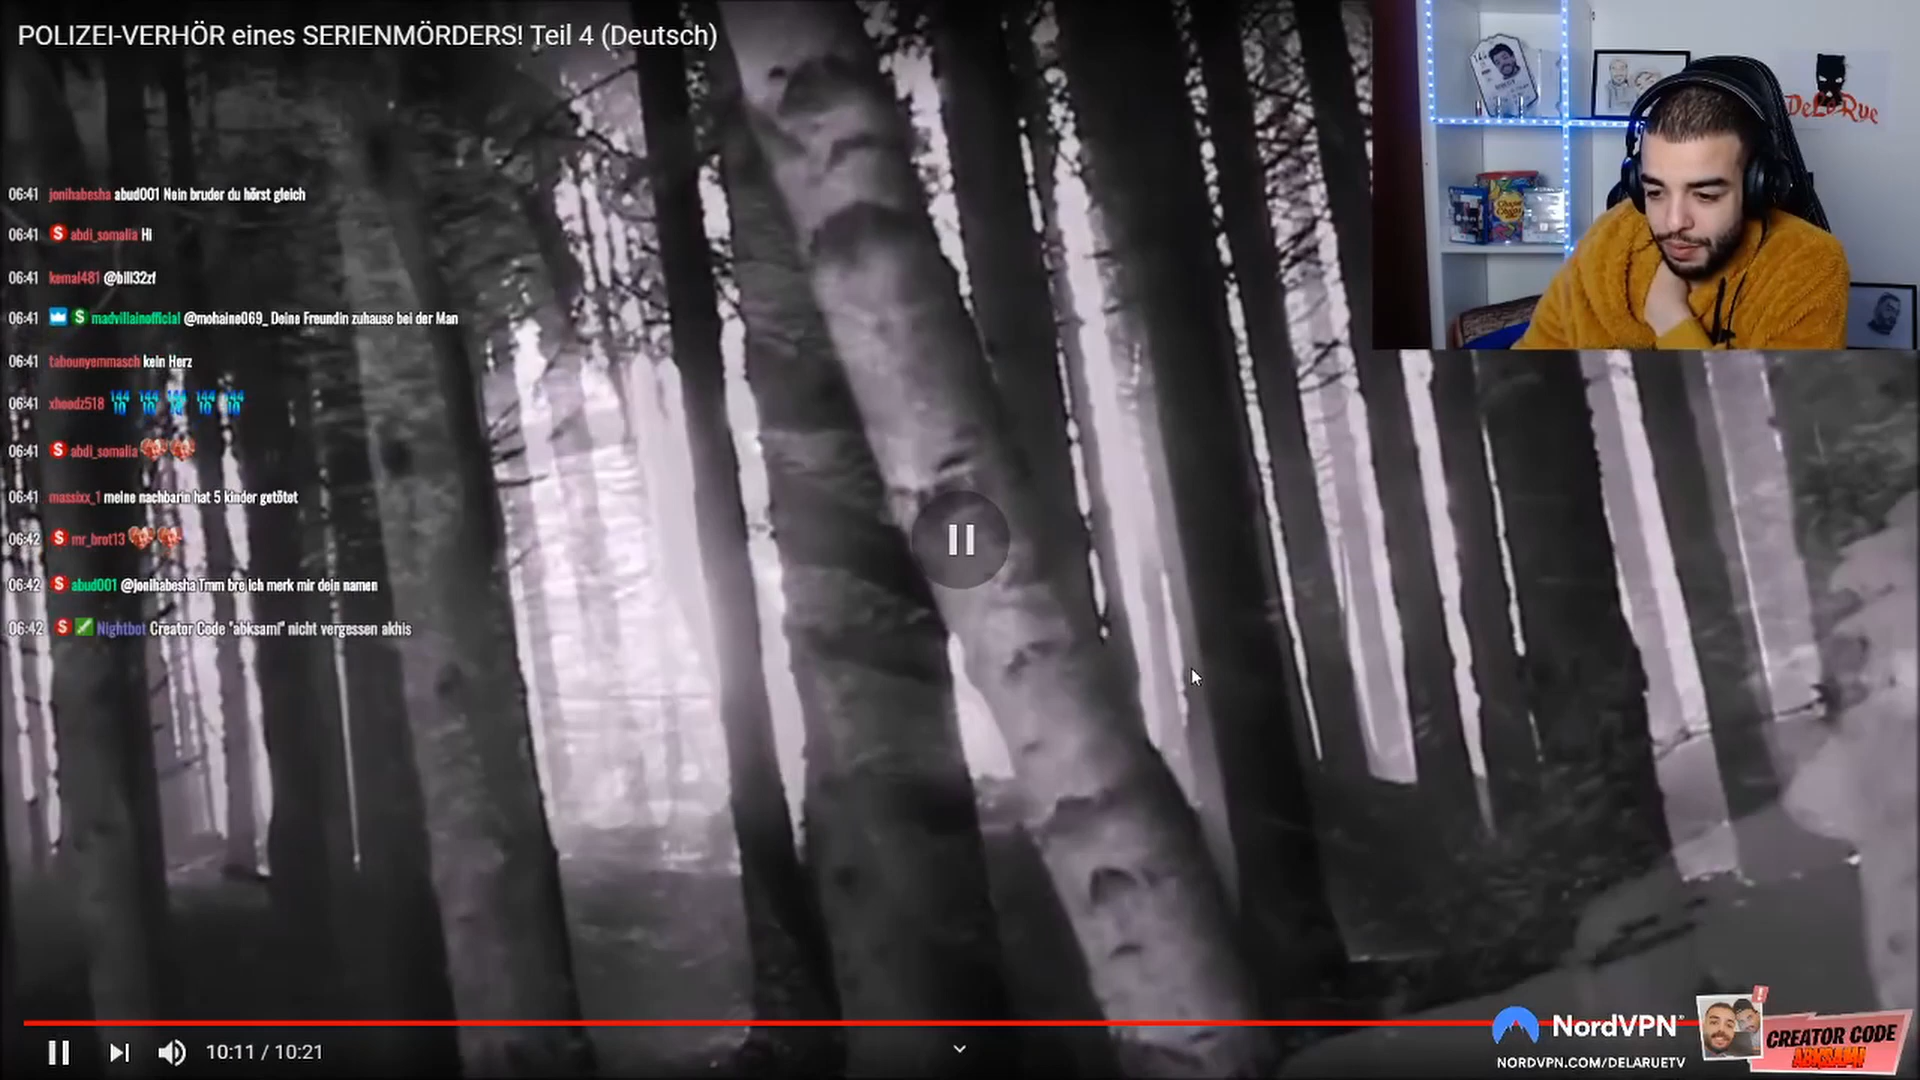 POLIZEI-VERHÖR eines SERIENMÖRDERS! Teil 4 (Deutsch)
DeLaRue
06:41 jonihabesha abud001 Nein bruder du hörst gleich
06:41 abdi_somalia Hi
06:41 kemal481 @bili32zf
06:41 madvillainofficial @mohaine069_ Deine Freundin zuhause bei der Man
06:41 tabounyemmasch kein Herz
06:41 xhoodz518
06:41 abdi_somalia
06:41 massixx_1 meine nachbarin hat 5 kinder getötet
06:42 mr_brot13
06:42 abud001 @jonihabesha Tmm bre ich merk mir dein namen
06:42 Nightbot Creator Code "abksami" nicht vergessen akhis
10:11 / 10:21
NordVPN
NORDVPN.COM/DELARUETV
CREATOR CODE
ABKSAMI